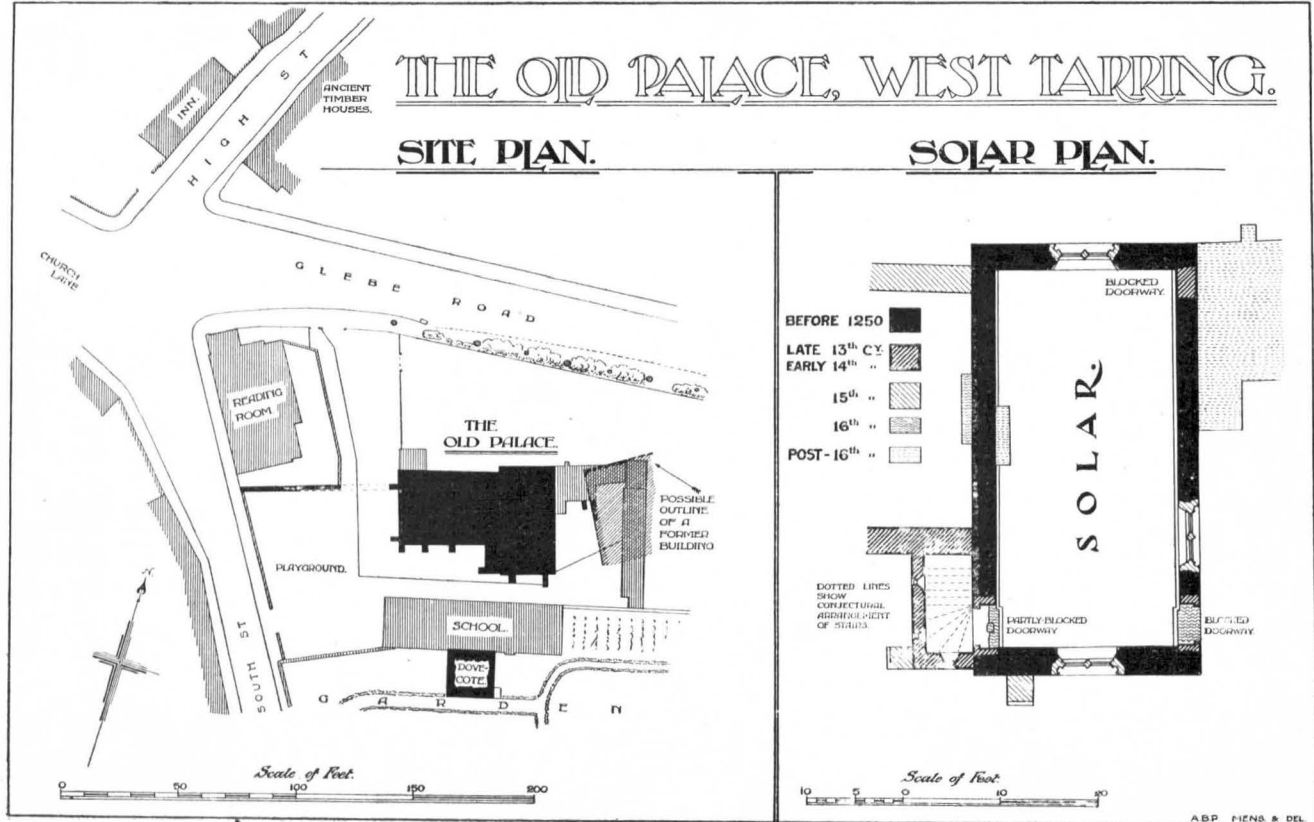 THE OLD PALACE, WEST TARRING.
SITE PLAN.
INN.
HIGH ST
ANCIENT
TIMBER
HOUSES.
CHURCH
LANE
GLEBE ROAD
READING
ROOM.
THE
OLD PALACE.
POSSIBLE
OUTLINE
OF A
FORMER
BUILDING
PLAYGROUND.
SCHOOL.
DOVE-
COTE.
SOUTH ST
GARDEN
N.
Scale of Feet.
0 50 100 150 200
SOLAR PLAN.
BEFORE 1250
LATE 13th CY.
EARLY 14th "
15th "
16th "
POST-16th "
BLOCKED
DOORWAY.
SOLAR.
DOTTED LINES
SHOW
CONJECTURAL
ARRANGEMENT
OF STAIRS.
PARTLY-BLOCKED
DOORWAY
BLOCKED
DOORWAY
Scale of Feet.
10 5 0 10 20
A.B.P. MENS. & DEL.